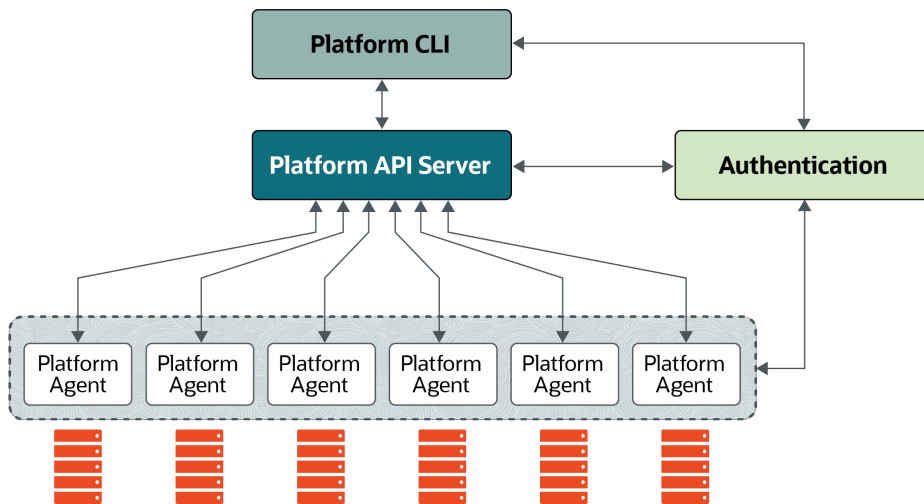 Platform CLI
Platform API Server
Authentication
Platform
Agent
Platform
Agent
Platform
Agent
Platform
Agent
Platform
Agent
Platform
Agent